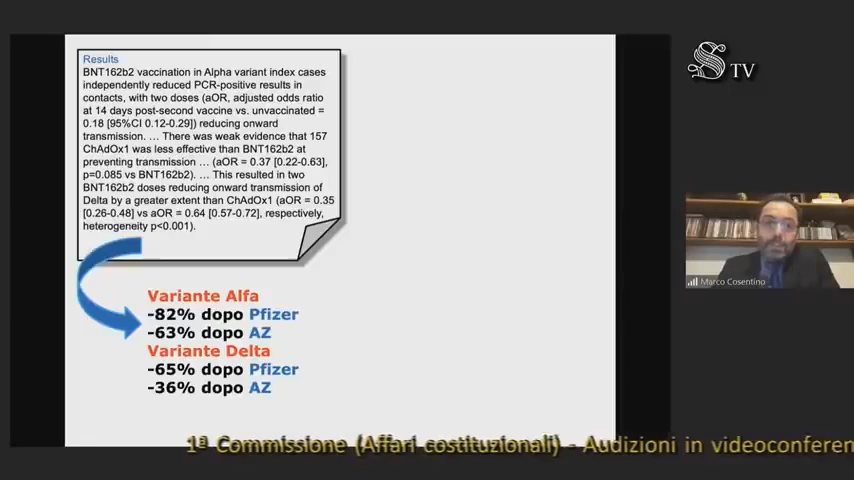 Results
BNT162b2 vaccination in Alpha variant index cases
independently reduced PCR-positive results in
contacts, with two doses (aOR, adjusted odds ratio
at 14 days post-second vaccine vs. unvaccinated =
0.18 [95%CI 0.12-0.29]) reducing onward
transmission. … There was weak evidence that 157
ChAdOx1 was less effective than BNT162b2 at
preventing transmission … (aOR = 0.37 [0.22-0.63],
p=0.085 vs BNT162b2). … This resulted in two
BNT162b2 doses reducing onward transmission of
Delta by a greater extent than ChAdOx1 (aOR = 0.35
[0.26-0.48] vs aOR = 0.64 [0.57-0.72], respectively,
heterogeneity p<0.001).
Variante Alfa
-82% dopo Pfizer
-63% dopo AZ
Variante Delta
-65% dopo Pfizer
-36% dopo AZ
S TV
Marco Cosentino
1ª Commissione (Affari costituzionali) - Audizioni in videoconferen